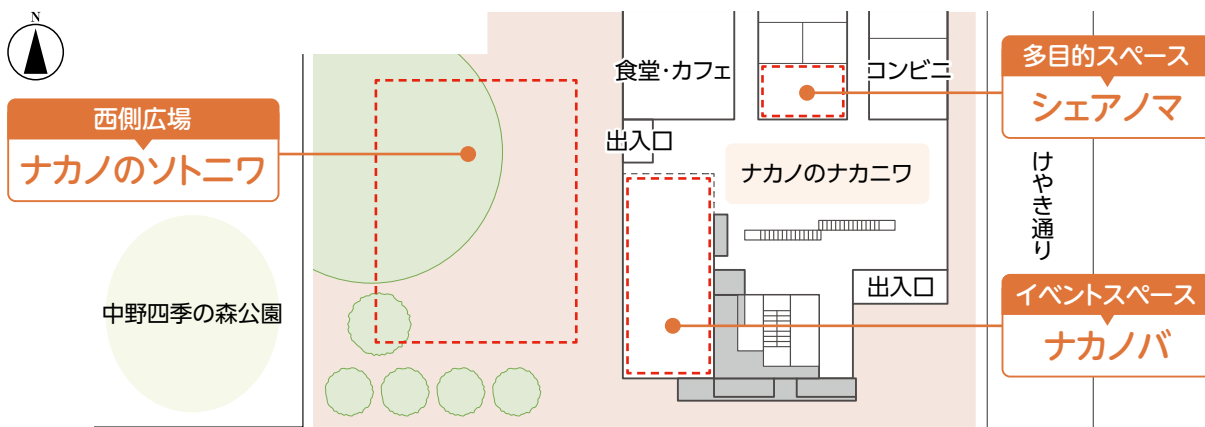 N
食堂・カフェ
コンビニ
多目的スペース
シェアノマ
西側広場
ナカノのソトニワ
出入口
ナカノのナカニワ
けやき通り
中野四季の森公園
出入口
イベントスペース
ナカノバ